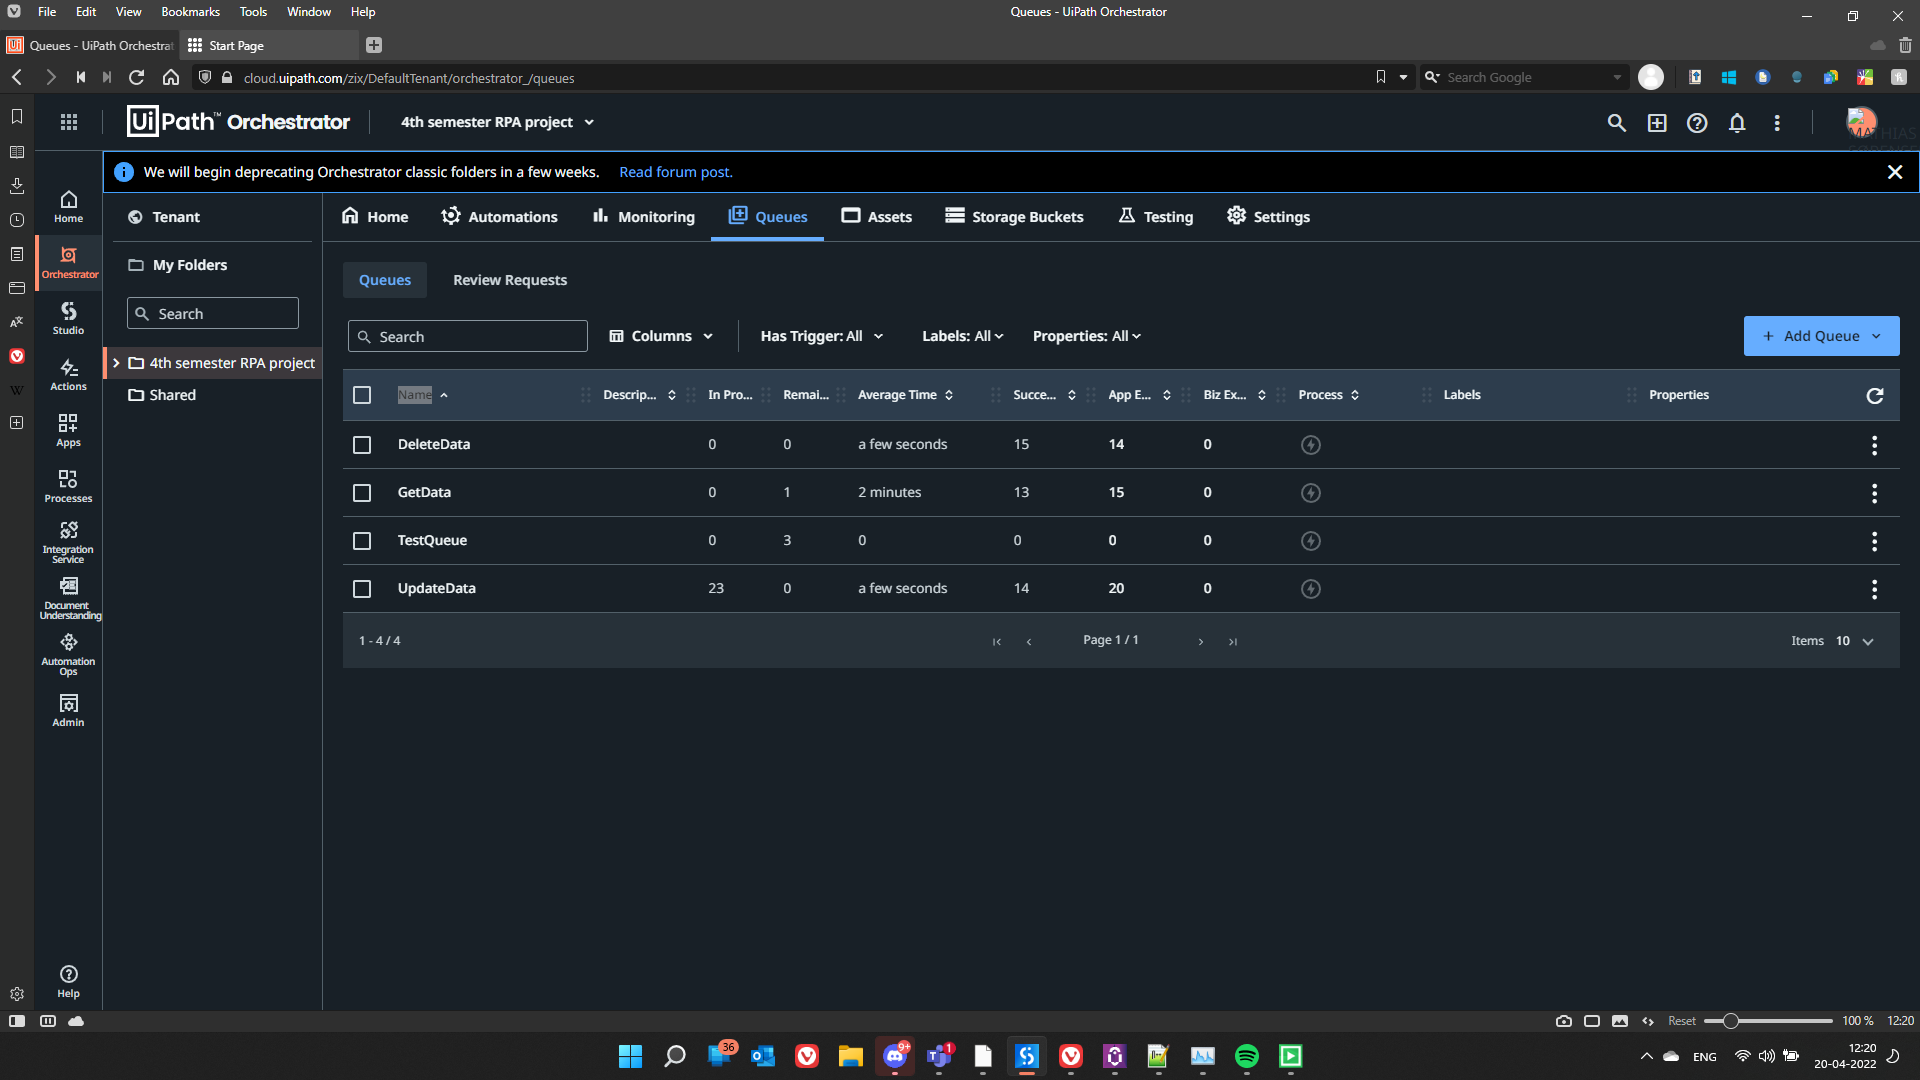 File Edit View Bookmarks Tools Window Help
Queues - UiPath Orchestrator
Queues - UiPath Orchestrat
Start Page
cloud.uipath.com/zix/DefaultTenant/orchestrator_/queues
Search Google
UiPath™ Orchestrator
4th semester RPA project
We will begin deprecating Orchestrator classic folders in a few weeks. Read forum post.
Home
Orchestrator
Studio
Actions
Apps
Processes
Integration
Service
Document
Understanding
Automation
Ops
Admin
Help
Tenant
My Folders
Search
4th semester RPA project
Shared
Home Automations Monitoring Queues Assets Storage Buckets Testing Settings
Queues Review Requests
Search Columns Has Trigger: All Labels: All Properties: All + Add Queue
Name Descrip... In Pro... Remai... Average Time Succe... App E... Biz Ex... Process Labels Properties
DeleteData 0 0 a few seconds 15 14 0
GetData 0 1 2 minutes 13 15 0
TestQueue 0 3 0 0 0 0
UpdateData 23 0 a few seconds 14 20 0
1 - 4 / 4 Page 1 / 1 Items 10
Reset 100 % 12:20
36 9+ 1
ENG
12:20
20-04-2022